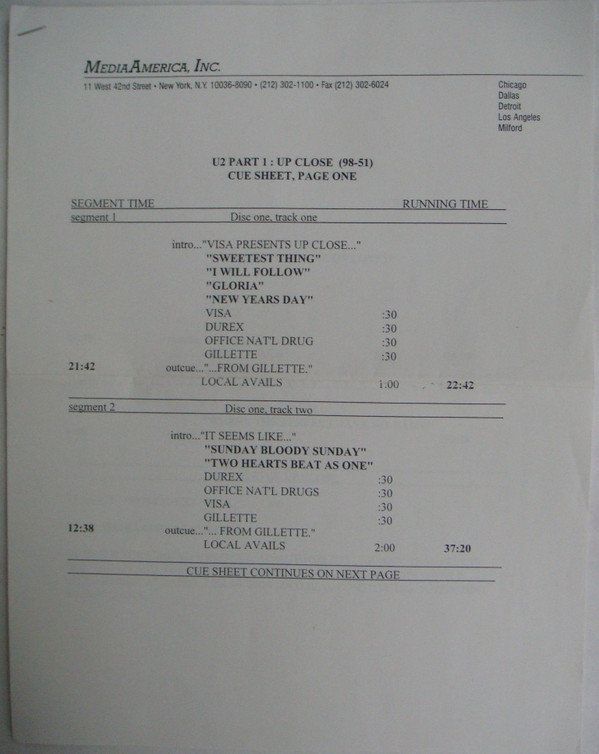 MEDIAAMERICA, INC.
11 West 42nd Street • New York, N.Y. 10036-8090 • (212) 302-1100 • Fax (212) 302-6024
Chicago
Dallas
Detroit
Los Angeles
Milford
U2 PART 1 : UP CLOSE (98-51)
CUE SHEET, PAGE ONE
SEGMENT TIME RUNNING TIME
segment 1 Disc one, track one
intro..."VISA PRESENTS UP CLOSE..."
"SWEETEST THING"
"I WILL FOLLOW"
"GLORIA"
"NEW YEARS DAY"
VISA :30
DUREX :30
OFFICE NAT'L DRUG :30
GILLETTE :30
21:42 outcue..."...FROM GILLETTE."
LOCAL AVAILS 1:00 22:42
segment 2 Disc one, track two
intro..."IT SEEMS LIKE..."
"SUNDAY BLOODY SUNDAY"
"TWO HEARTS BEAT AS ONE"
DUREX :30
OFFICE NAT'L DRUGS :30
VISA :30
GILLETTE :30
12:38 outcue..."... FROM GILLETTE."
LOCAL AVAILS 2:00 37:20
CUE SHEET CONTINUES ON NEXT PAGE